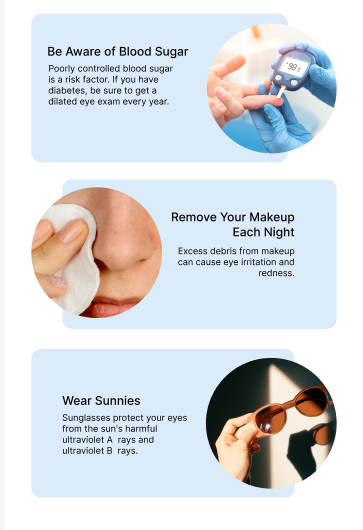 Be Aware of Blood Sugar
Poorly controlled blood sugar
is a risk factor. If you have
diabetes, be sure to get a
dilated eye exam every year.
98
Remove Your Makeup
Each Night
Excess debris from makeup
can cause eye irritation and
redness.
Wear Sunnies
Sunglasses protect your eyes
from the sun's harmful
ultraviolet A  rays and
ultraviolet B  rays.